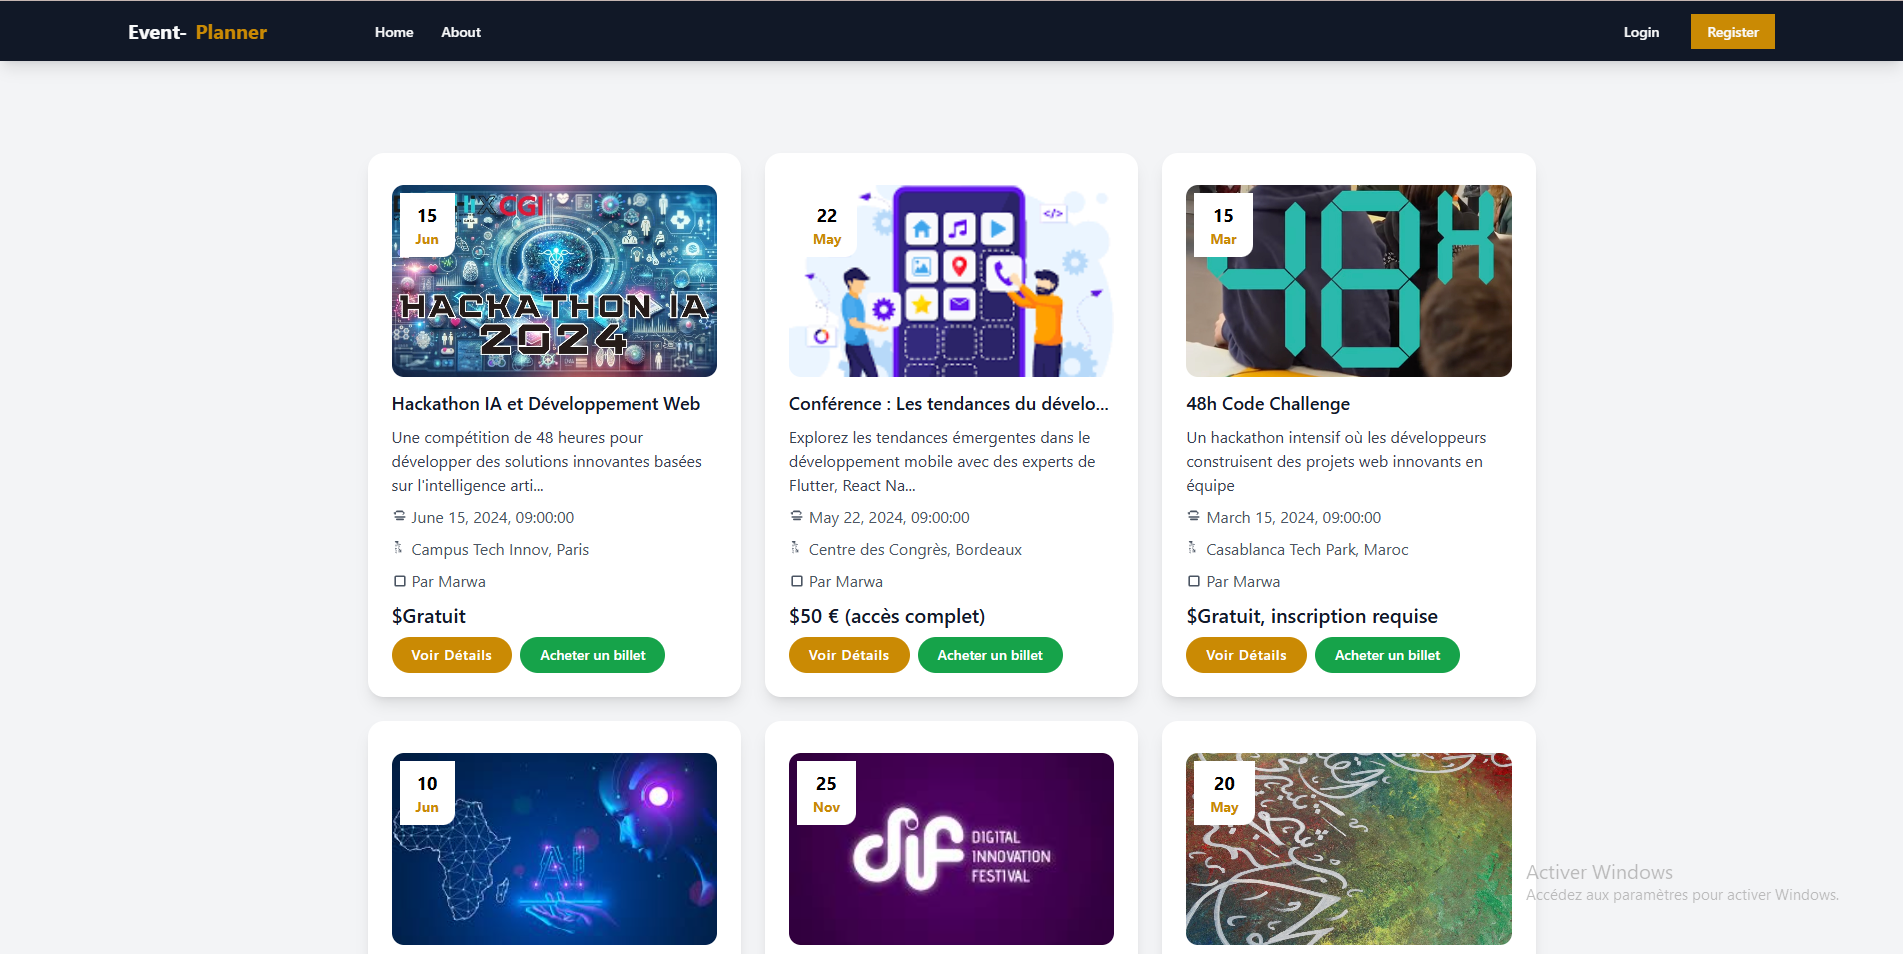 Event- Planner
Home
About
Login
Register
15
Jun
CGI
HACKATHON IA
2024
Hackathon IA et Développement Web
Une compétition de 48 heures pour
développer des solutions innovantes basées
sur l'intelligence arti...
June 15, 2024, 09:00:00
Campus Tech Innov, Paris
Par Marwa
$Gratuit
Voir Détails
Acheter un billet
22
May
</>
Conférence : Les tendances du dévelo...
Explorez les tendances émergentes dans le
développement mobile avec des experts de
Flutter, React Na...
May 22, 2024, 09:00:00
Centre des Congrès, Bordeaux
Par Marwa
$50 € (accès complet)
Voir Détails
Acheter un billet
15
Mar
48H
48h Code Challenge
Un hackathon intensif où les développeurs
construisent des projets web innovants en
équipe
March 15, 2024, 09:00:00
Casablanca Tech Park, Maroc
Par Marwa
$Gratuit, inscription requise
Voir Détails
Acheter un billet
10
Jun
AI
25
Nov
dif
DIGITAL
INNOVATION
FESTIVAL
20
May
Activer Windows
Accédez aux paramètres pour activer Windows.